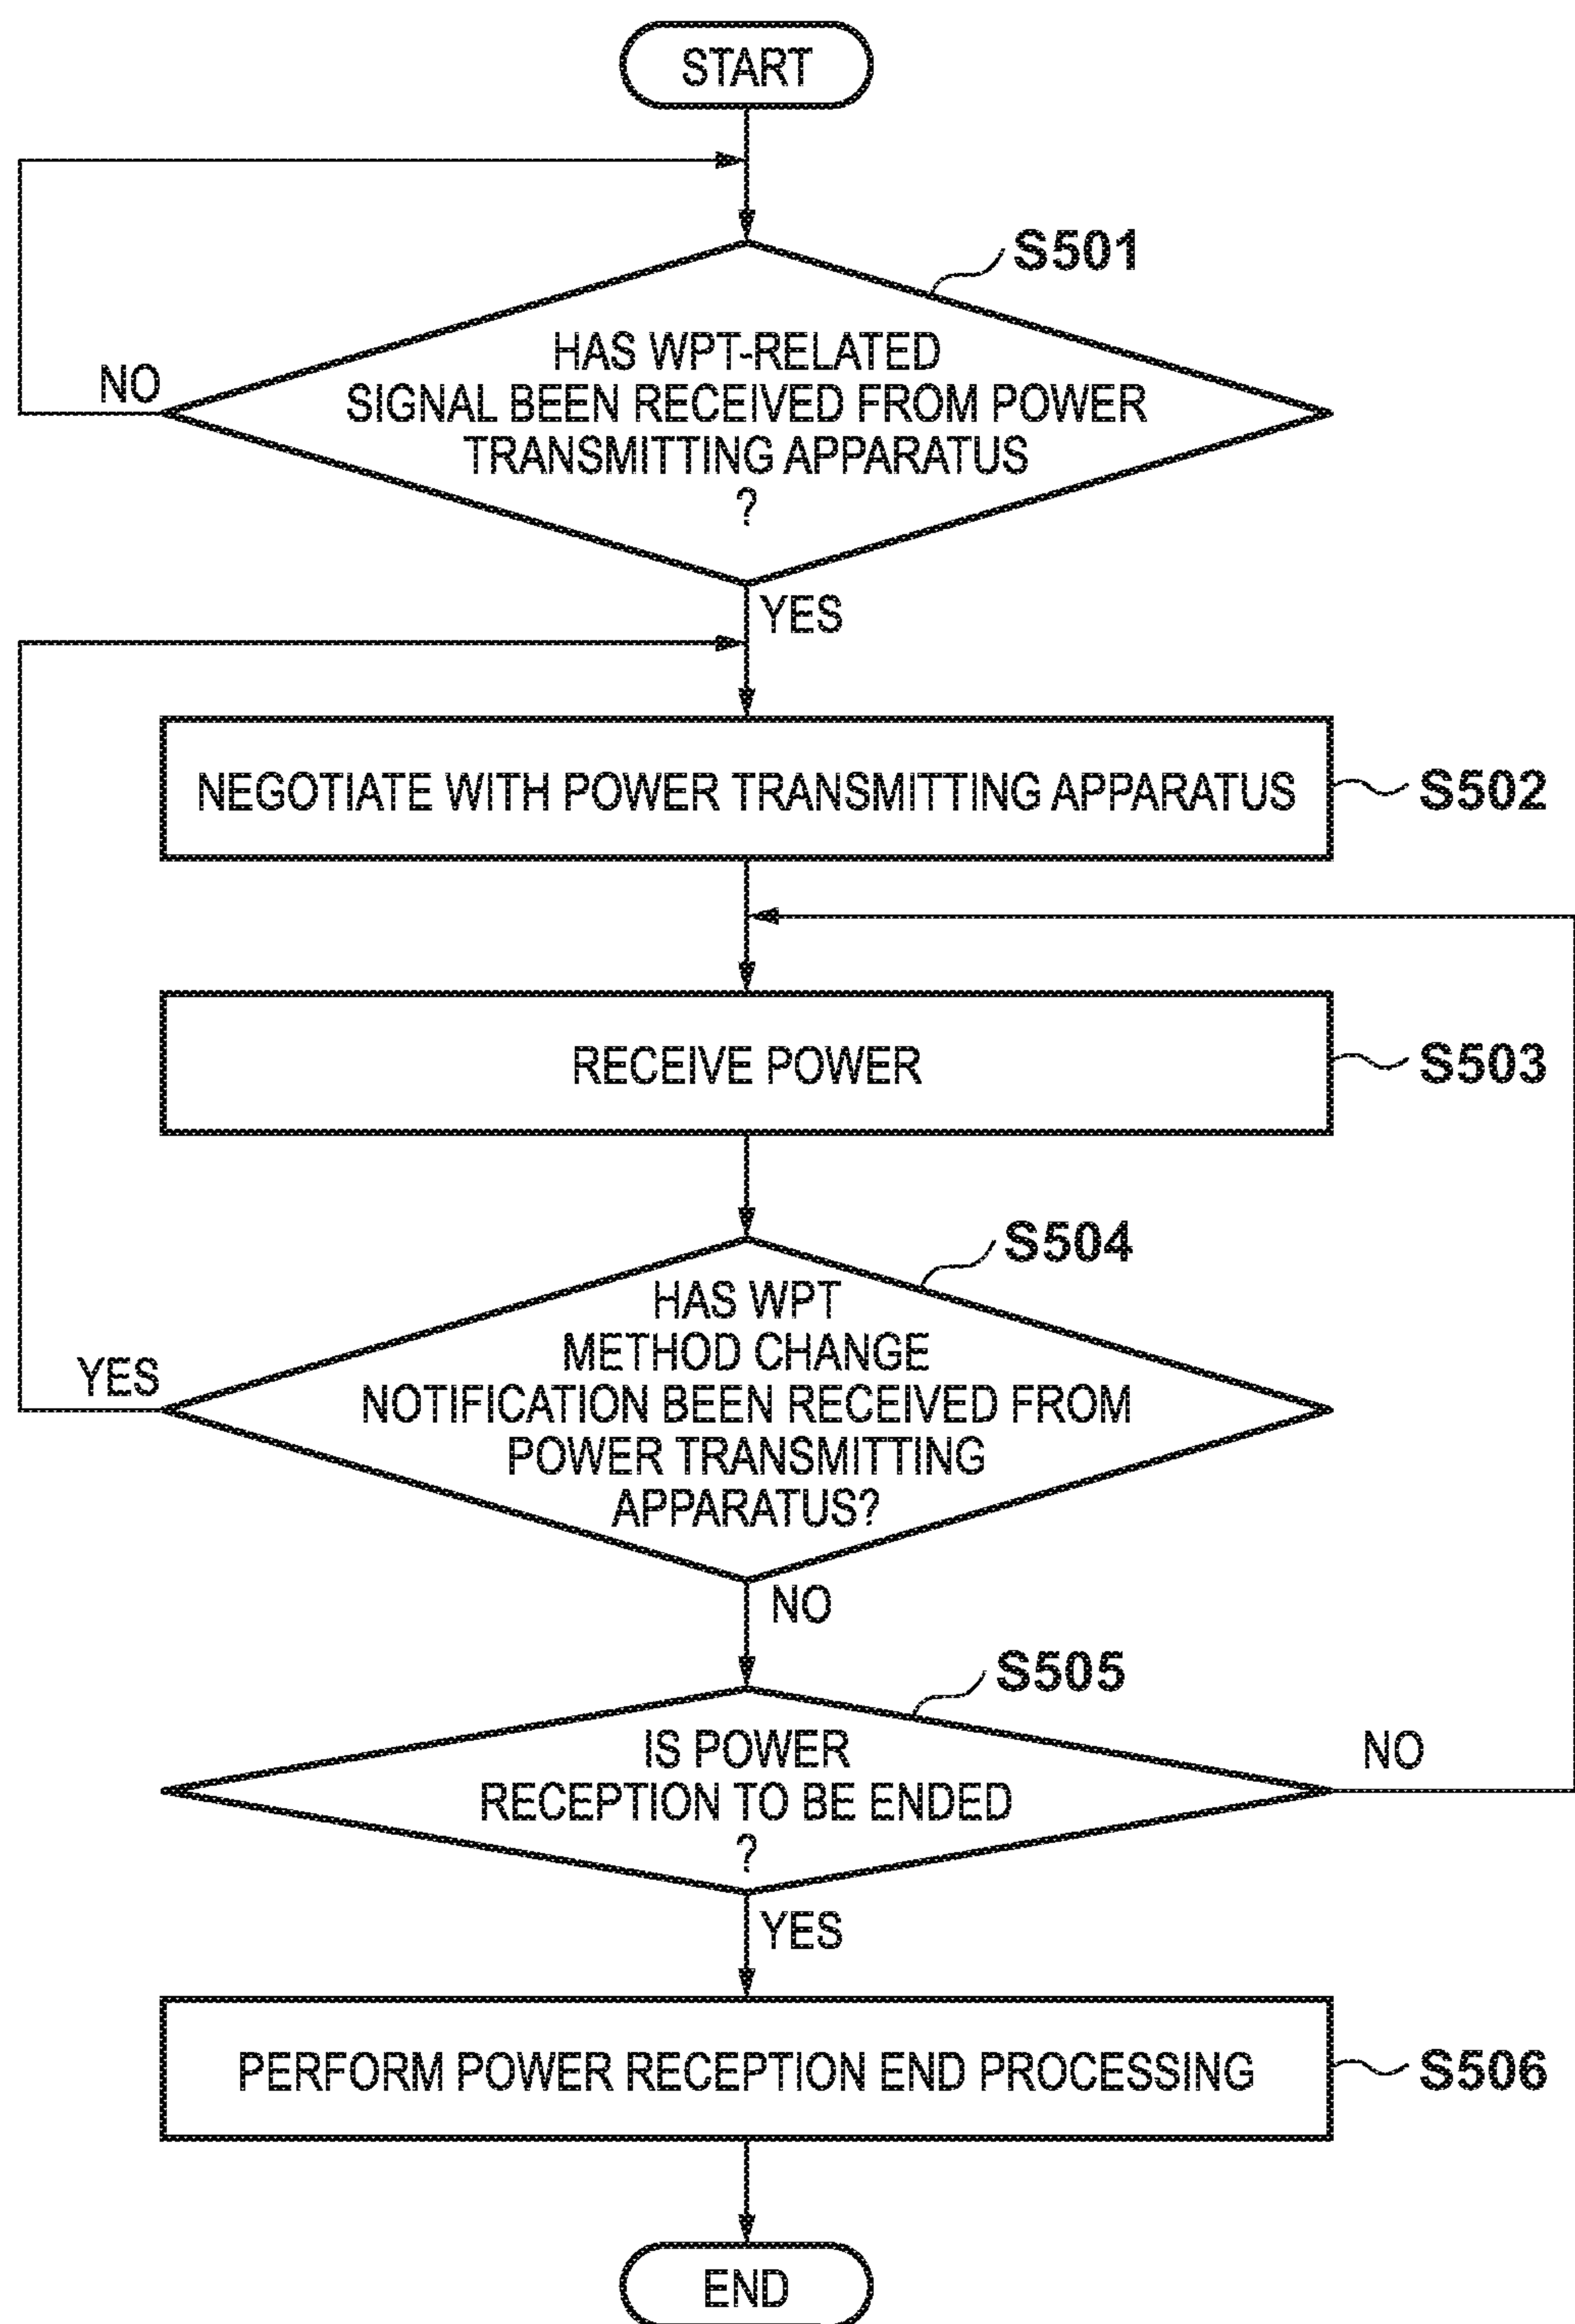 START
S501
HAS WPT-RELATED
SIGNAL BEEN RECEIVED FROM POWER
TRANSMITTING APPARATUS
?
NO
YES
NEGOTIATE WITH POWER TRANSMITTING APPARATUS
S502
RECEIVE POWER
S503
S504
HAS WPT
METHOD CHANGE
NOTIFICATION BEEN RECEIVED FROM
POWER TRANSMITTING
APPARATUS?
YES
NO
S505
IS POWER
RECEPTION TO BE ENDED
?
NO
YES
PERFORM POWER RECEPTION END PROCESSING
S506
END